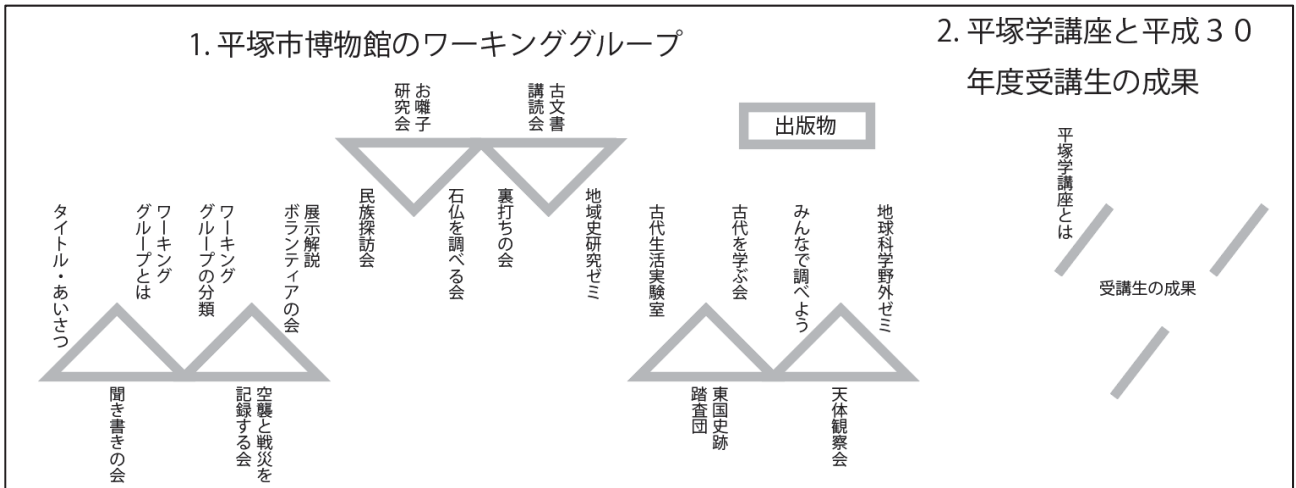 1. 平塚市博物館のワーキンググループ
2. 平塚学講座と平成３０
年度受講生の成果
タイトル・あいさつ
ワーキング
グループとは
ワーキング
グループの分類
展示解説
ボランティアの会
聞き書きの会
空襲と戦災を
記録する会
お囃子
研究会
古文書
講読会
民族探訪会
石仏を調べる会
裏打ちの会
地域史研究ゼミ
出版物
古代生活実験室
古代を学ぶ会
みんなで調べよう
地球科学野外ゼミ
東国史跡
踏査団
天体観察会
平塚学講座とは
受講生の成果